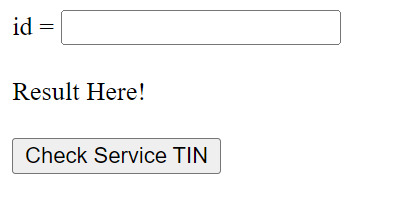 id =
Result Here!
Check Service TIN